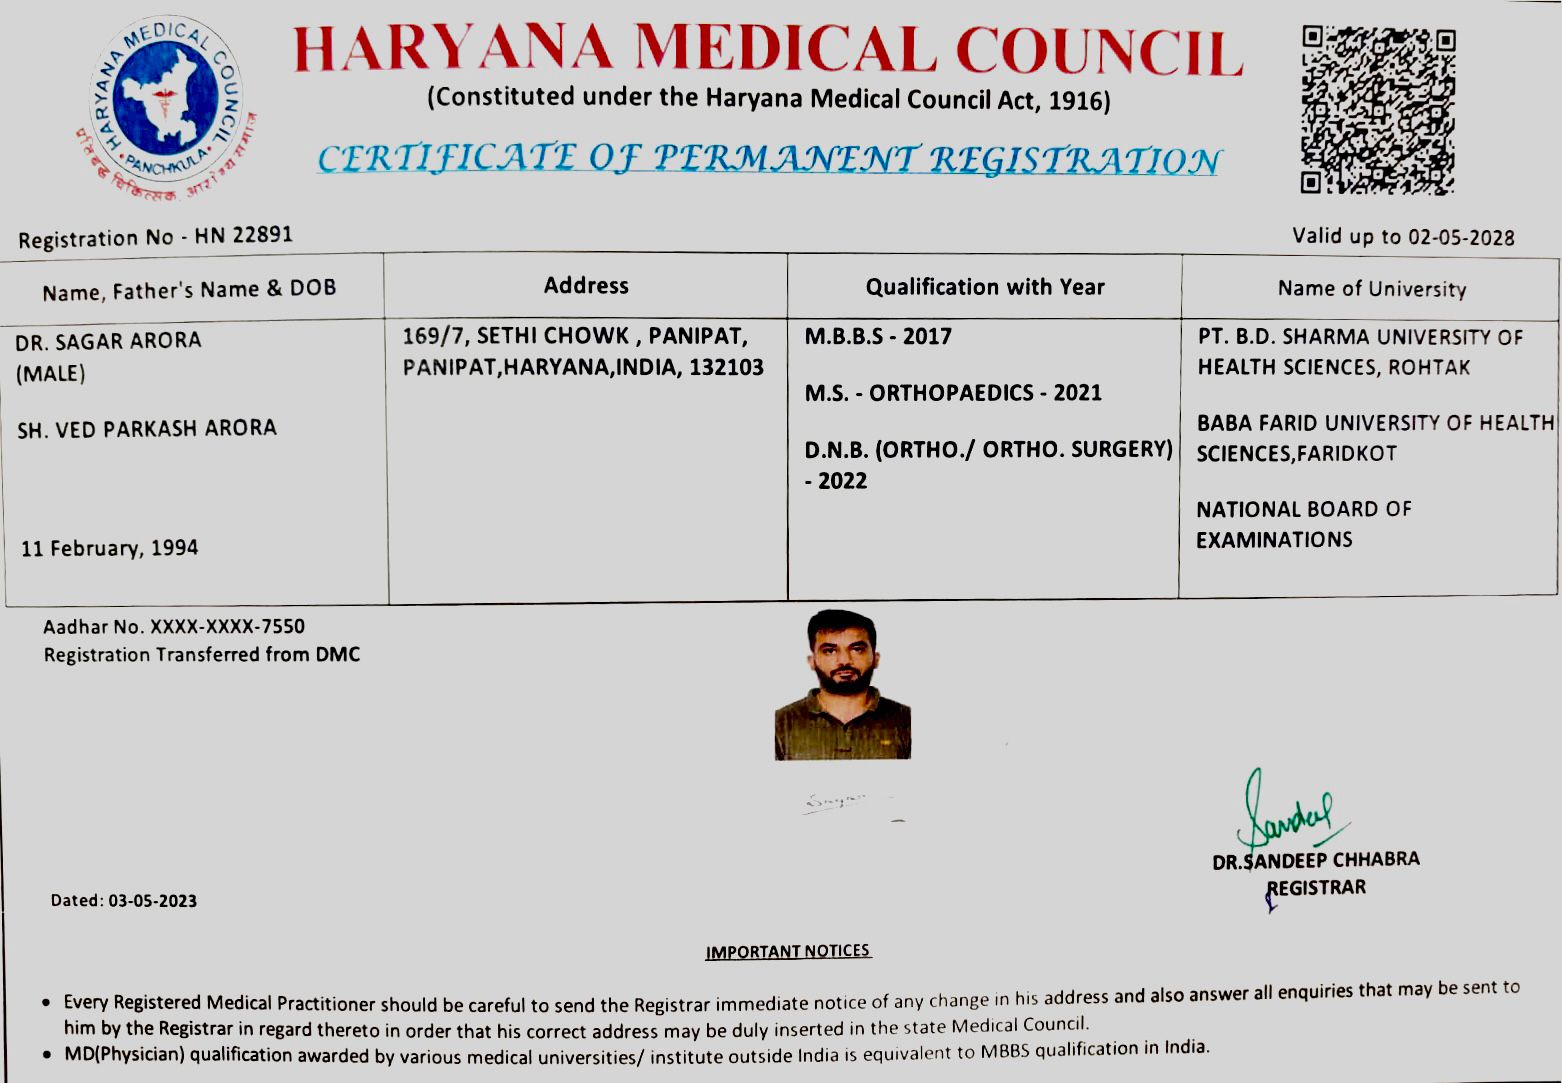 HARYANA MEDICAL COUNCIL
PANCHKULA
प्रतिबद्ध चिकित्सक, आरोग्य समाज
HARYANA MEDICAL COUNCIL
(Constituted under the Haryana Medical Council Act, 1916)
CERTIFICATE OF PERMANENT REGISTRATION
Registration No - HN 22891
Valid up to 02-05-2028
Name, Father's Name & DOB
Address
Qualification with Year
Name of University
DR. SAGAR ARORA
(MALE)
SH. VED PARKASH ARORA
11 February, 1994
169/7, SETHI CHOWK , PANIPAT,
PANIPAT,HARYANA,INDIA, 132103
M.B.B.S - 2017
M.S. - ORTHOPAEDICS - 2021
D.N.B. (ORTHO./ ORTHO. SURGERY)
- 2022
PT. B.D. SHARMA UNIVERSITY OF
HEALTH SCIENCES, ROHTAK
BABA FARID UNIVERSITY OF HEALTH
SCIENCES,FARIDKOT
NATIONAL BOARD OF
EXAMINATIONS
Aadhar No. XXXX-XXXX-7550
Registration Transferred from DMC
Sandeep
DR.SANDEEP CHHABRA
REGISTRAR
Dated: 03-05-2023
IMPORTANT NOTICES
• Every Registered Medical Practitioner should be careful to send the Registrar immediate notice of any change in his address and also answer all enquiries that may be sent to
him by the Registrar in regard thereto in order that his correct address may be duly inserted in the state Medical Council.
• MD(Physician) qualification awarded by various medical universities/ institute outside India is equivalent to MBBS qualification in India.